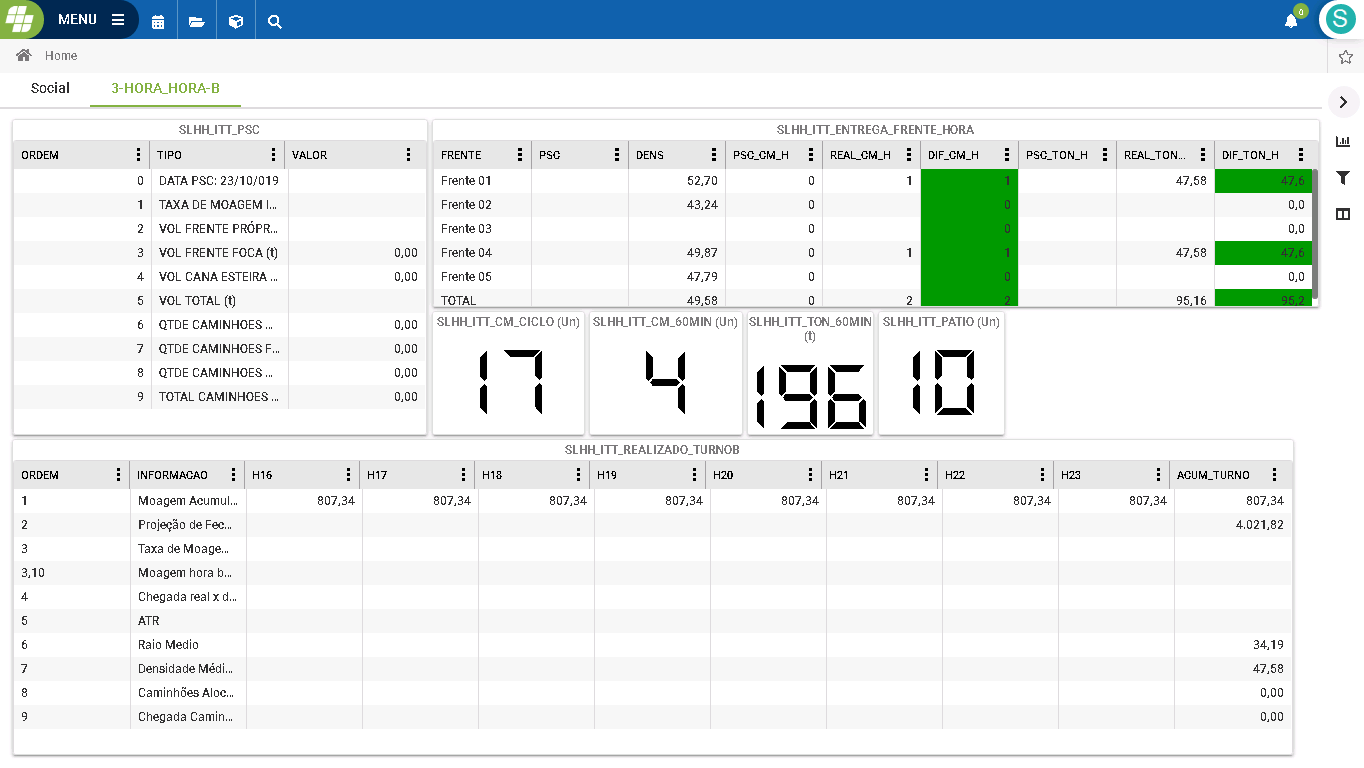 MENU
0
S
Home
Social 3-HORA_HORA-B
SLHH_ITT_PSC
ORDEM TIPO VALOR
0 DATA PSC: 23/10/019
1 TAXA DE MOAGEM I...
2 VOL FRENTE PRÓPR...
3 VOL FRENTE FOCA (t) 0,00
4 VOL CANA ESTEIRA ... 0,00
5 VOL TOTAL (t)
6 QTDE CAMINHOES ... 0,00
7 QTDE CAMINHOES F... 0,00
8 QTDE CAMINHOES ... 0,00
9 TOTAL CAMINHOES ... 0,00
SLHH_ITT_ENTREGA_FRENTE_HORA
FRENTE PSC DENS PSC_CM_H REAL_CM_H DIF_CM_H PSC_TON_H REAL_TON... DIF_TON_H
Frente 01 52,70 0 1 1 47,58 47,6
Frente 02 43,24 0 0 0,0
Frente 03 0 0 0,0
Frente 04 49,87 0 1 1 47,58 47,6
Frente 05 47,79 0 0 0,0
TOTAL 49,58 0 2 2 95,16 95,2
SLHH_ITT_CM_CICLO (Un)
17
SLHH_ITT_CM_60MIN (Un)
4
SLHH_ITT_TON_60MIN
(t)
196
SLHH_ITT_PATIO (Un)
10
SLHH_ITT_REALIZADO_TURNOB
ORDEM INFORMACAO H16 H17 H18 H19 H20 H21 H22 H23 ACUM_TURNO
1 Moagem Acumul... 807,34 807,34 807,34 807,34 807,34 807,34 807,34 807,34 807,34
2 Projeção de Fec... 4.021,82
3 Taxa de Moage...
3,10 Moagem hora b...
4 Chegada real x d...
5 ATR
6 Raio Medio 34,19
7 Densidade Médi... 47,58
8 Caminhões Aloc... 0,00
9 Chegada Camin... 0,00